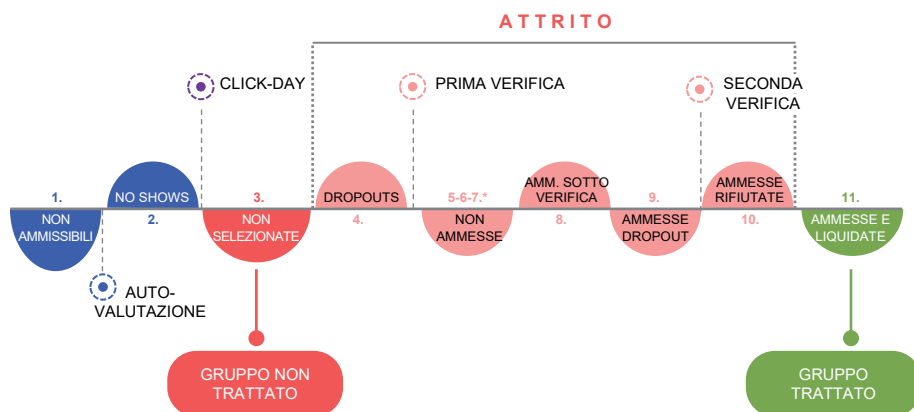 ATTRITO
CLICK-DAY
PRIMA VERIFICA
SECONDA
VERIFICA
1.
NON
AMMISSIBILI
NO SHOWS
2.
3.
NON
SELEZIONATE
DROPOUTS
4.
5-6-7.*
NON
AMMESSE
AMM. SOTTO
VERIFICA
8.
9.
AMMESSE
DROPOUT
AMMESSE
RIFIUTATE
10.
11.
AMMESSE E
LIQUIDATE
AUTO-
VALUTAZIONE
GRUPPO NON
TRATTATO
GRUPPO
TRATTATO